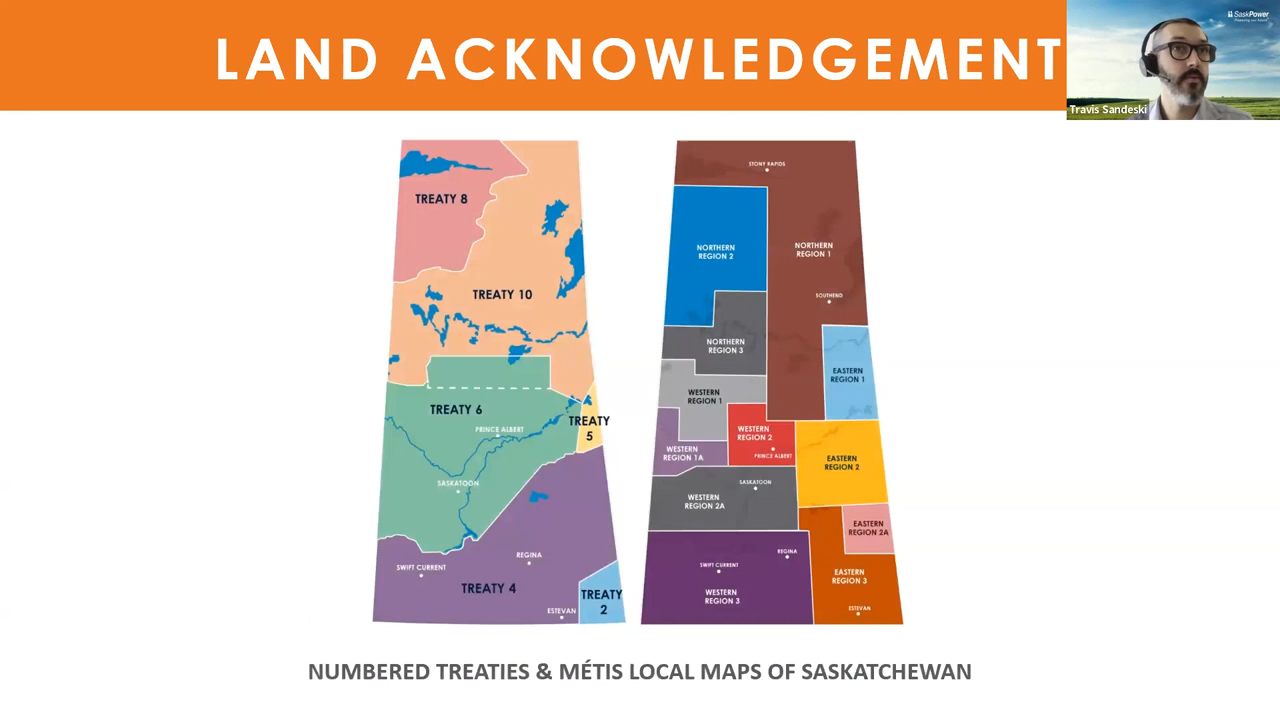 LAND ACKNOWLEDGEMENT
SaskPower
Travis Sandeski
TREATY 8
TREATY 10
TREATY 6
PRINCE ALBERT
TREATY
5
SASKATOON
REGINA
SWIFT CURRENT
TREATY 4
TREATY
2
ESTEVAN
STONY RAPIDS
NORTHERN
REGION 2
NORTHERN
REGION 1
SOUTHEND
NORTHERN
REGION 3
EASTERN
REGION 1
WESTERN
REGION 1
WESTERN
REGION 2
PRINCE ALBERT
WESTERN
REGION 1A
EASTERN
REGION 2
SASKATOON
WESTERN
REGION 2A
EASTERN
REGION 2A
REGINA
SWIFT CURRENT
EASTERN
REGION 3
WESTERN
REGION 3
ESTEVAN
NUMBERED TREATIES & MÉTIS LOCAL MAPS OF SASKATCHEWAN